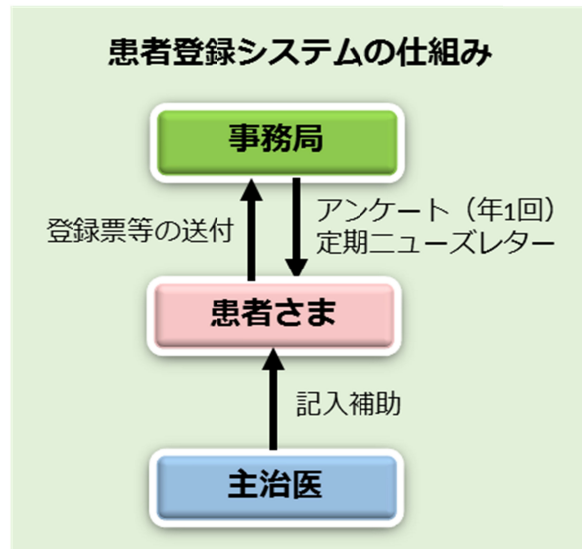 患者登録システムの仕組み
事務局
登録票等の送付
アンケート（年1回）
定期ニューズレター
患者さま
記入補助
主治医